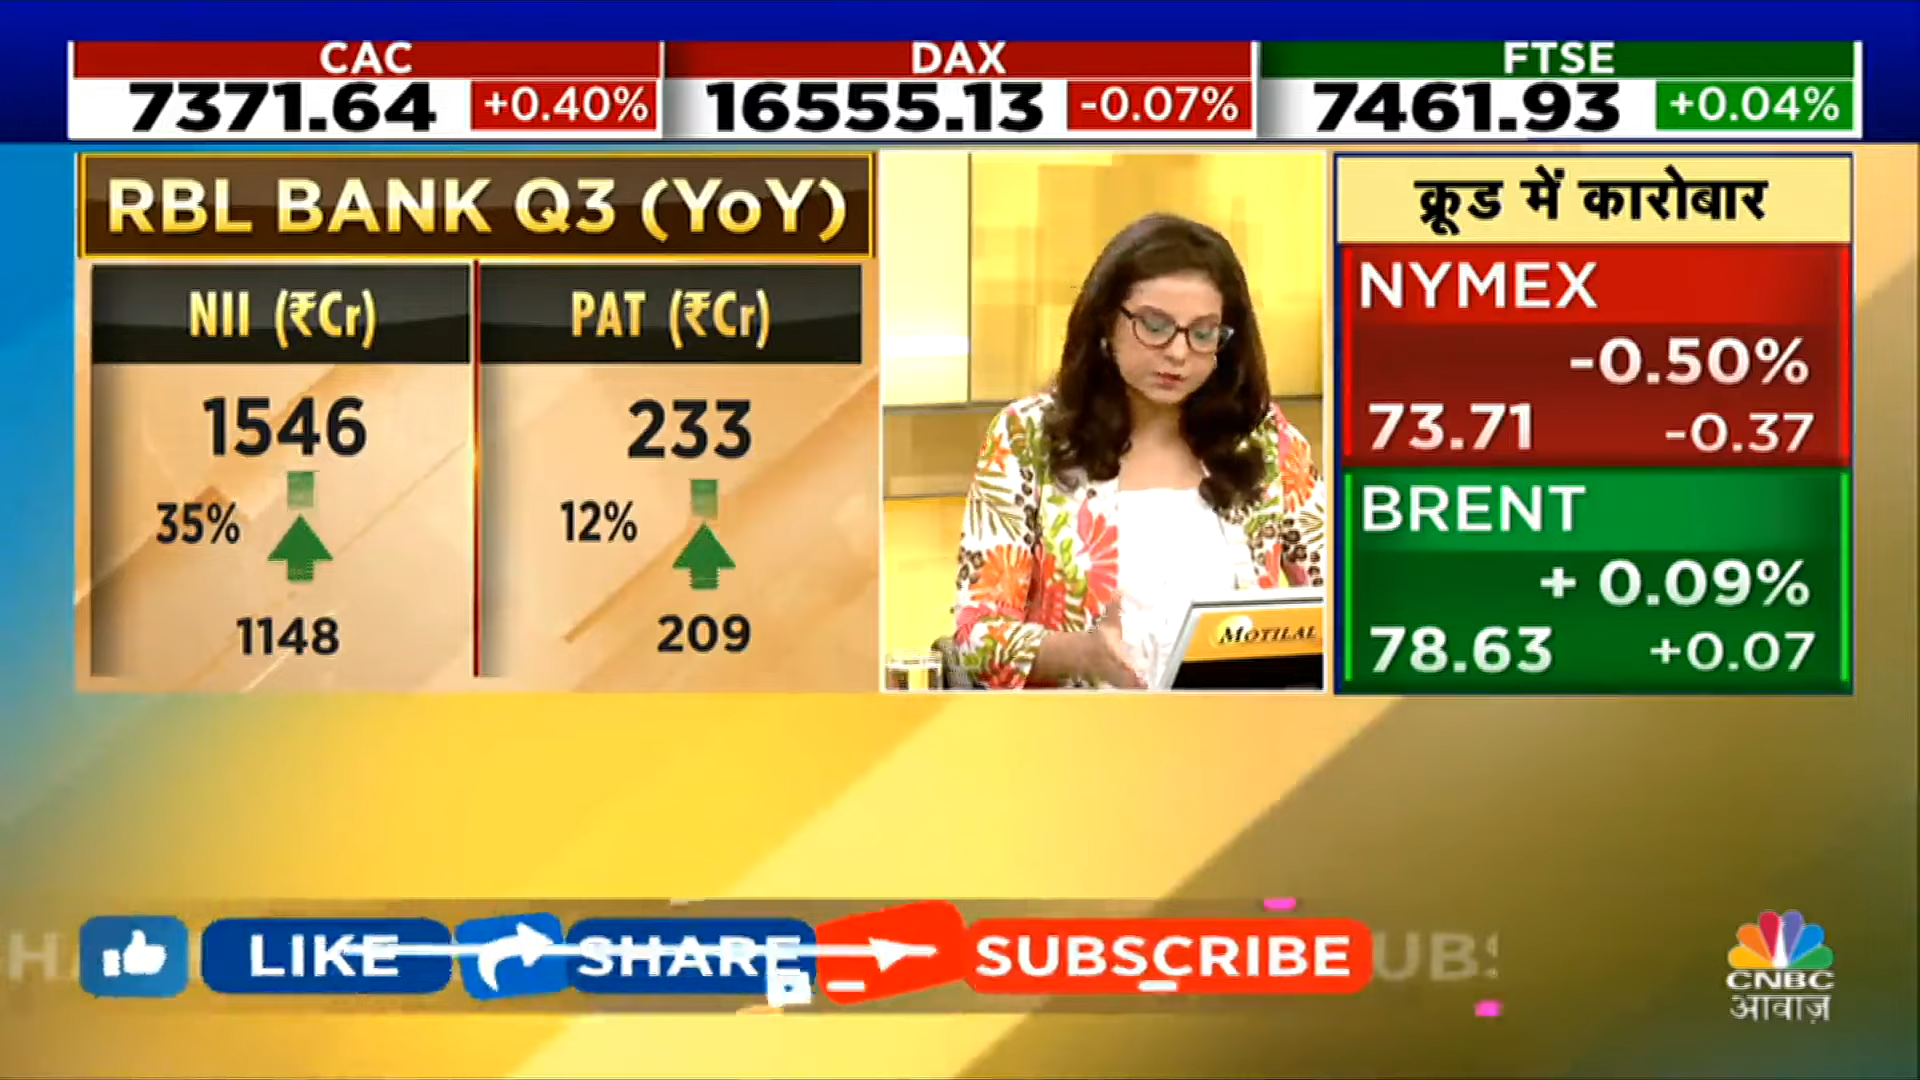 CAC
7371.64 +0.40%
DAX
16555.13 -0.07%
FTSE
7461.93 +0.04%
RBL BANK Q3 (YoY)
NII (₹Cr)
1546
35%
1148
PAT (₹Cr)
233
12%
209
MOTILAL
क्रूड में कारोबार
NYMEX
-0.50%
73.71 -0.37
BRENT
+ 0.09%
78.63 +0.07
LIKE SHARE SUBSCRIBE
CNBC
आवाज़